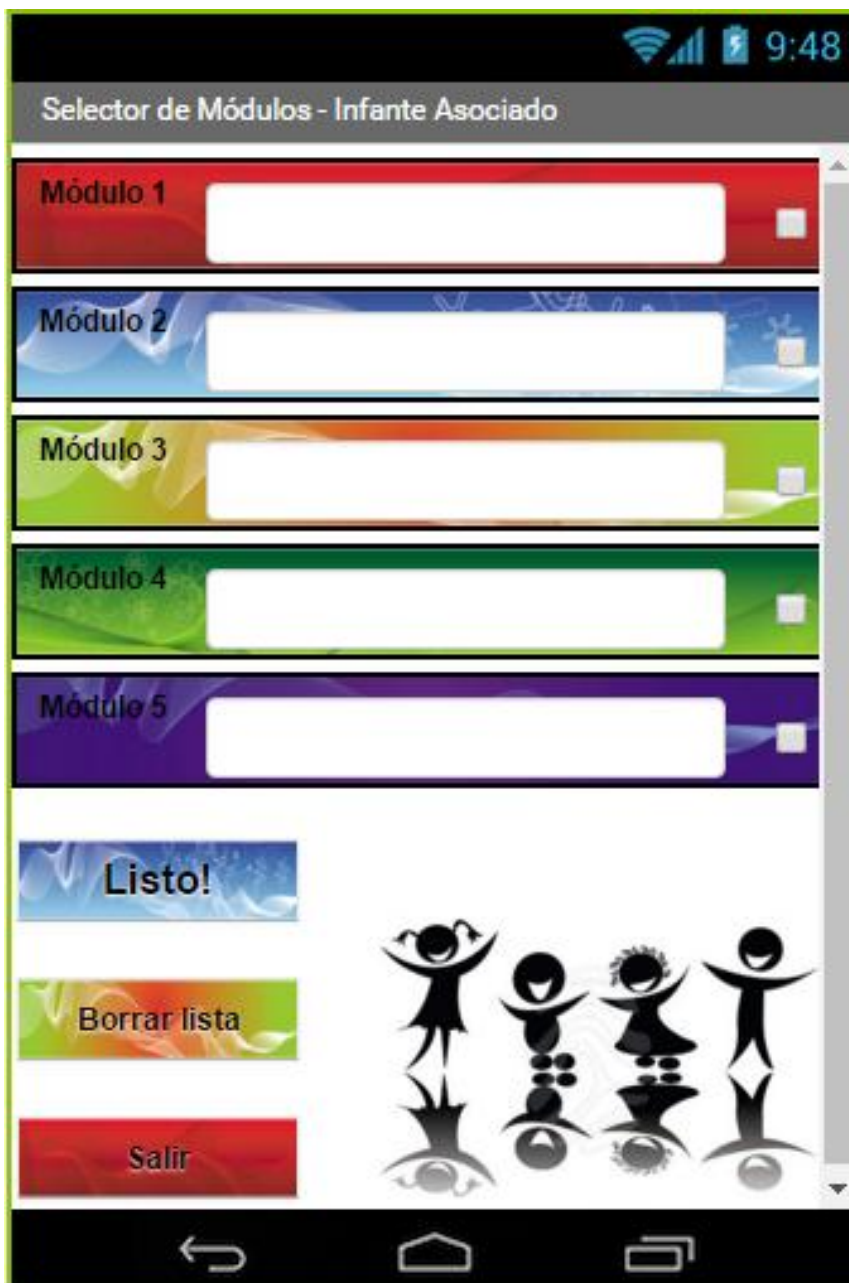 9:48
Selector de Módulos - Infante Asociado
Módulo 1
Módulo 2
Módulo 3
Módulo 4
Módulo 5
Listo!
Borrar lista
Salir